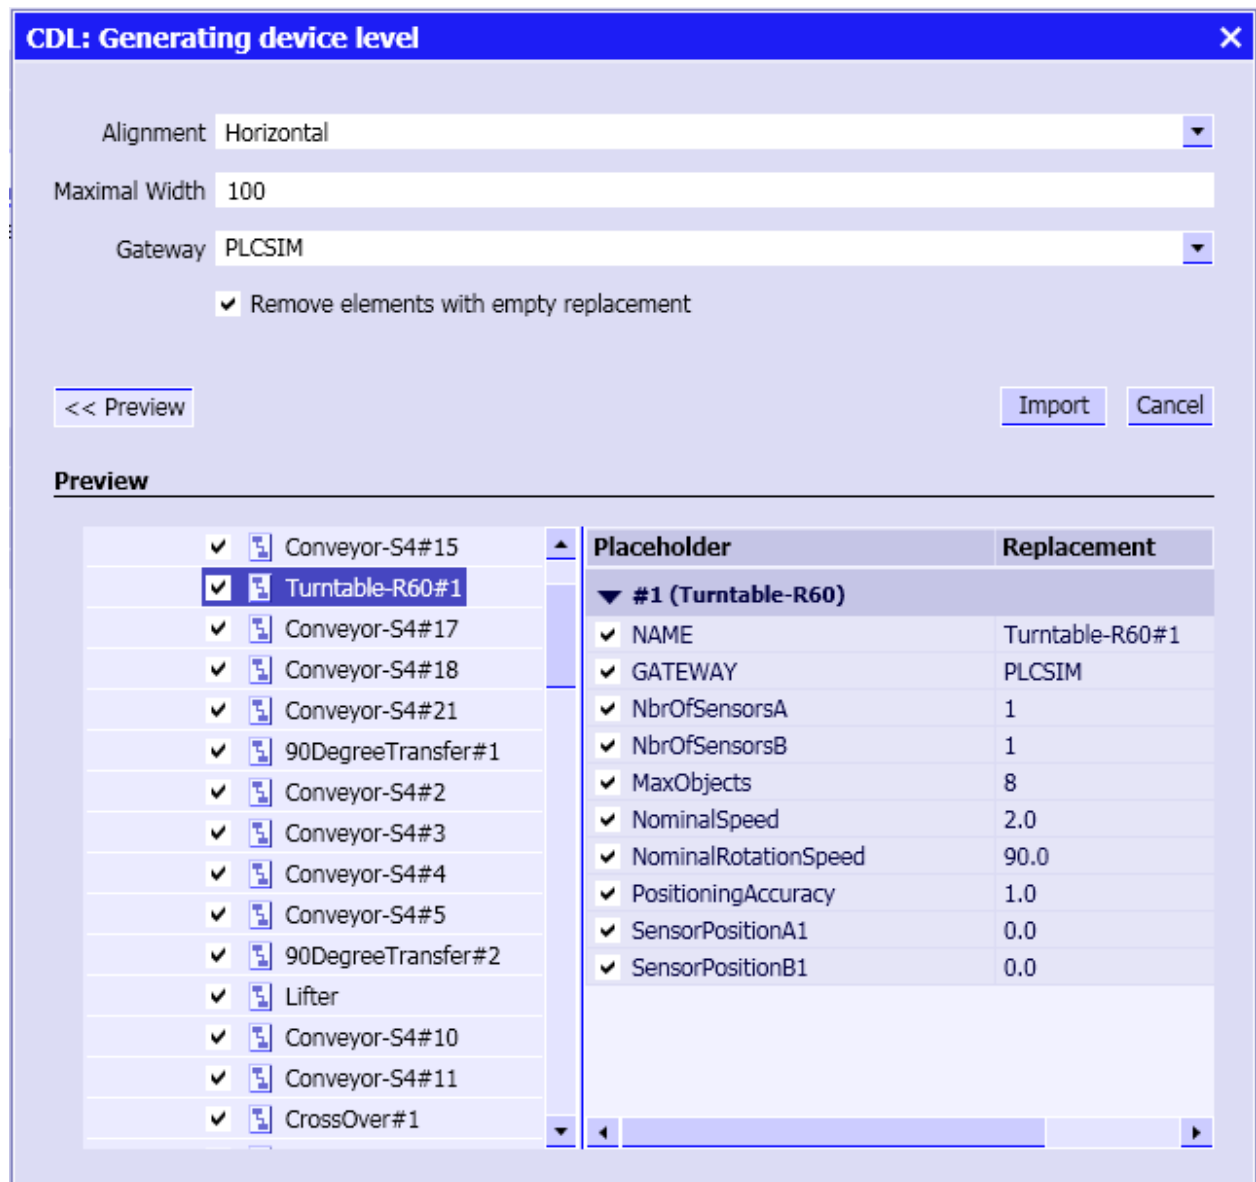 CDL: Generating device level
Alignment Horizontal
Maximal Width 100
Gateway PLCSIM
Remove elements with empty replacement
<< Preview Import Cancel
Preview
Conveyor-S4#15
Turntable-R60#1
Conveyor-S4#17
Conveyor-S4#18
Conveyor-S4#21
90DegreeTransfer#1
Conveyor-S4#2
Conveyor-S4#3
Conveyor-S4#4
Conveyor-S4#5
90DegreeTransfer#2
Lifter
Conveyor-S4#10
Conveyor-S4#11
CrossOver#1
Placeholder Replacement
#1 (Turntable-R60)
NAME Turntable-R60#1
GATEWAY PLCSIM
NbrOfSensorsA 1
NbrOfSensorsB 1
MaxObjects 8
NominalSpeed 2.0
NominalRotationSpeed 90.0
PositioningAccuracy 1.0
SensorPositionA1 0.0
SensorPositionB1 0.0